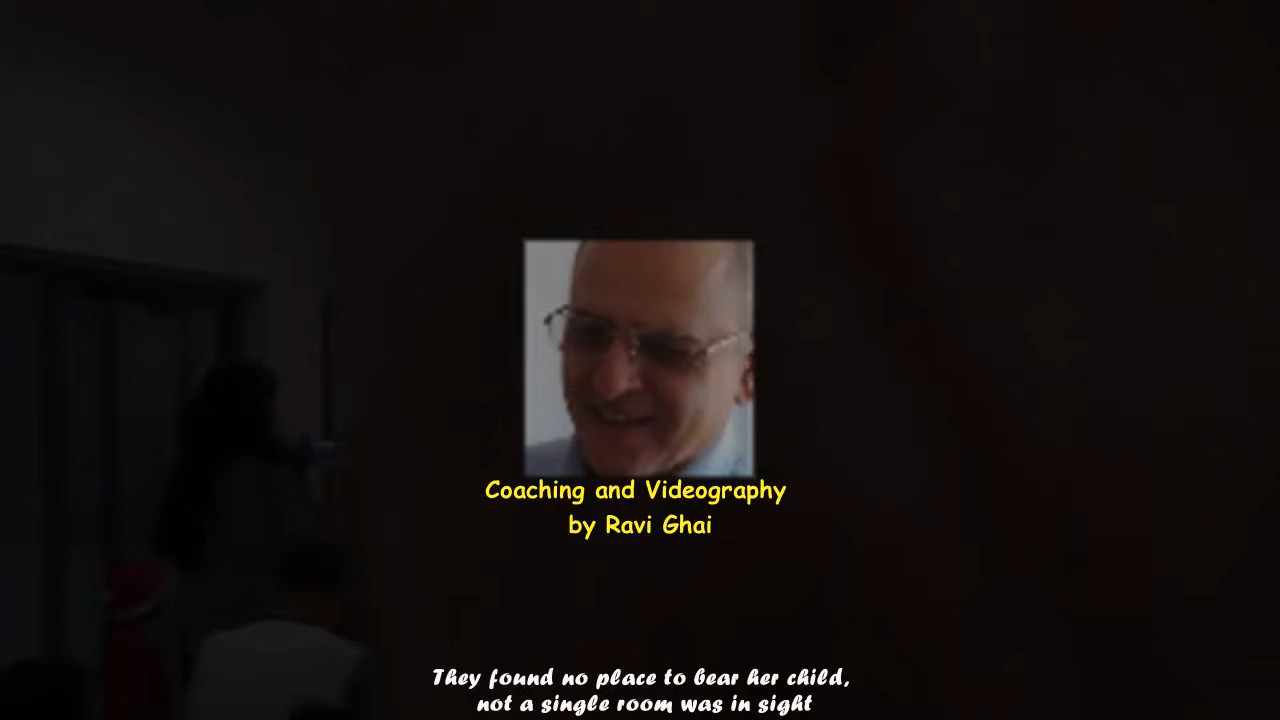 Coaching and Videography
by Ravi Ghai
They found no place to bear her child,
not a single room was in sight